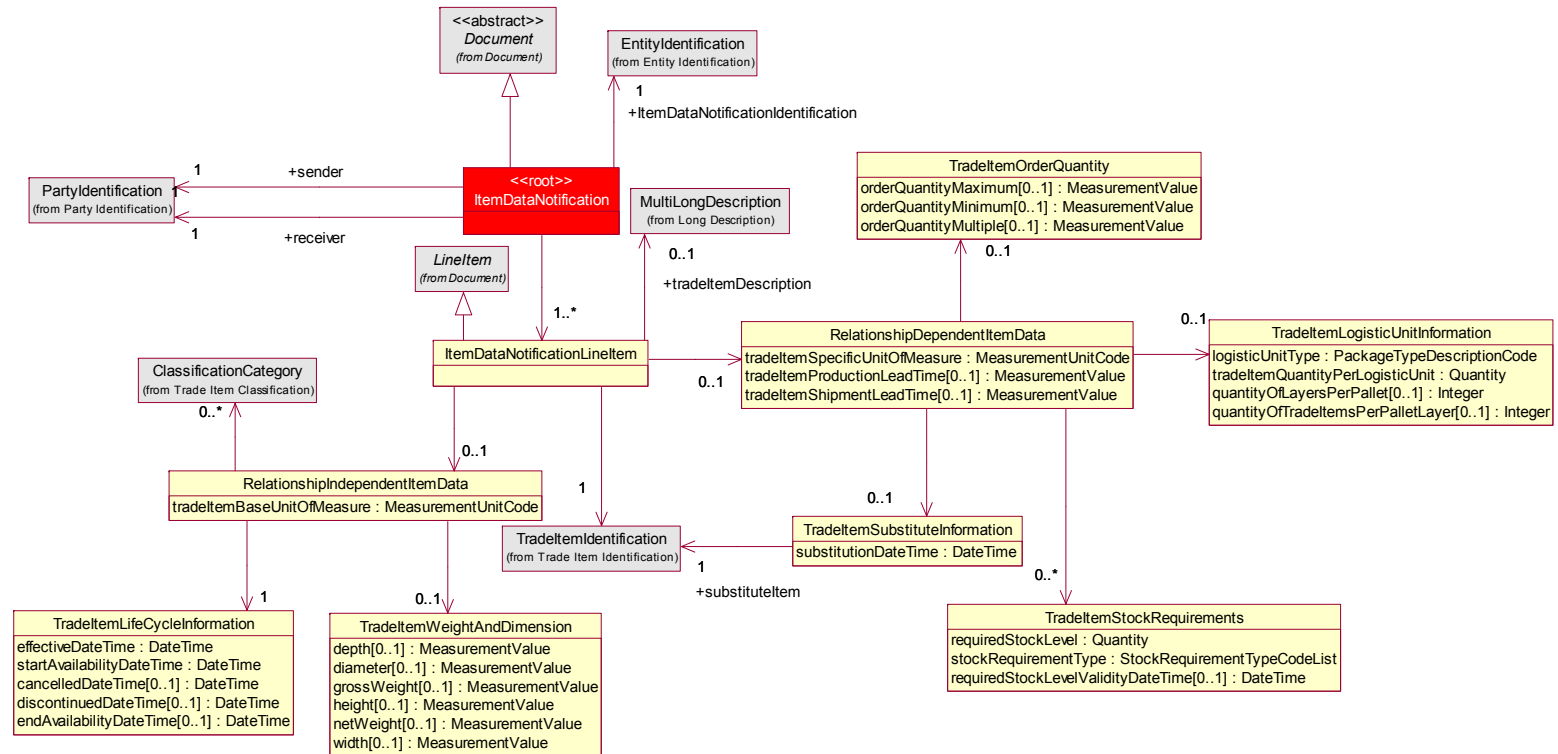 <<abstract>>
Document
(from Document)
EntityIdentification
(from Entity Identification)
1
+ItemDataNotificationIdentification
<<root>>
ItemDataNotification
1
+sender
PartyIdentification
(from Party Identification)
1
1
+receiver
MultiLongDescription
(from Long Description)
0..1
+tradeItemDescription
TradeItemOrderQuantity
orderQuantityMaximum[0..1] : MeasurementValue
orderQuantityMinimum[0..1] : MeasurementValue
orderQuantityMultiple[0..1] : MeasurementValue
0..1
LineItem
(from Document)
1..*
ItemDataNotificationLineItem
0..1
RelationshipDependentItemData
tradeItemSpecificUnitOfMeasure : MeasurementUnitCode
tradeItemProductionLeadTime[0..1] : MeasurementValue
tradeItemShipmentLeadTime[0..1] : MeasurementValue
0..1
TradeItemLogisticUnitInformation
logisticUnitType : PackageTypeDescriptionCode
tradeItemQuantityPerLogisticUnit : Quantity
quantityOfLayersPerPallet[0..1] : Integer
quantityOfTradeItemsPerPalletLayer[0..1] : Integer
ClassificationCategory
(from Trade Item Classification)
0..*
0..1
RelationshipIndependentItemData
tradeItemBaseUnitOfMeasure : MeasurementUnitCode
1
TradeItemIdentification
(from Trade Item Identification)
0..1
TradeItemSubstituteInformation
substitutionDateTime : DateTime
1
+substituteItem
0..*
TradeItemStockRequirements
requiredStockLevel : Quantity
stockRequirementType : StockRequirementTypeCodeList
requiredStockLevelValidityDateTime[0..1] : DateTime
1
TradeItemLifeCycleInformation
effectiveDateTime : DateTime
startAvailabilityDateTime : DateTime
cancelledDateTime[0..1] : DateTime
discontinuedDateTime[0..1] : DateTime
endAvailabilityDateTime[0..1] : DateTime
0..1
TradeItemWeightAndDimension
depth[0..1] : MeasurementValue
diameter[0..1] : MeasurementValue
grossWeight[0..1] : MeasurementValue
height[0..1] : MeasurementValue
netWeight[0..1] : MeasurementValue
width[0..1] : MeasurementValue